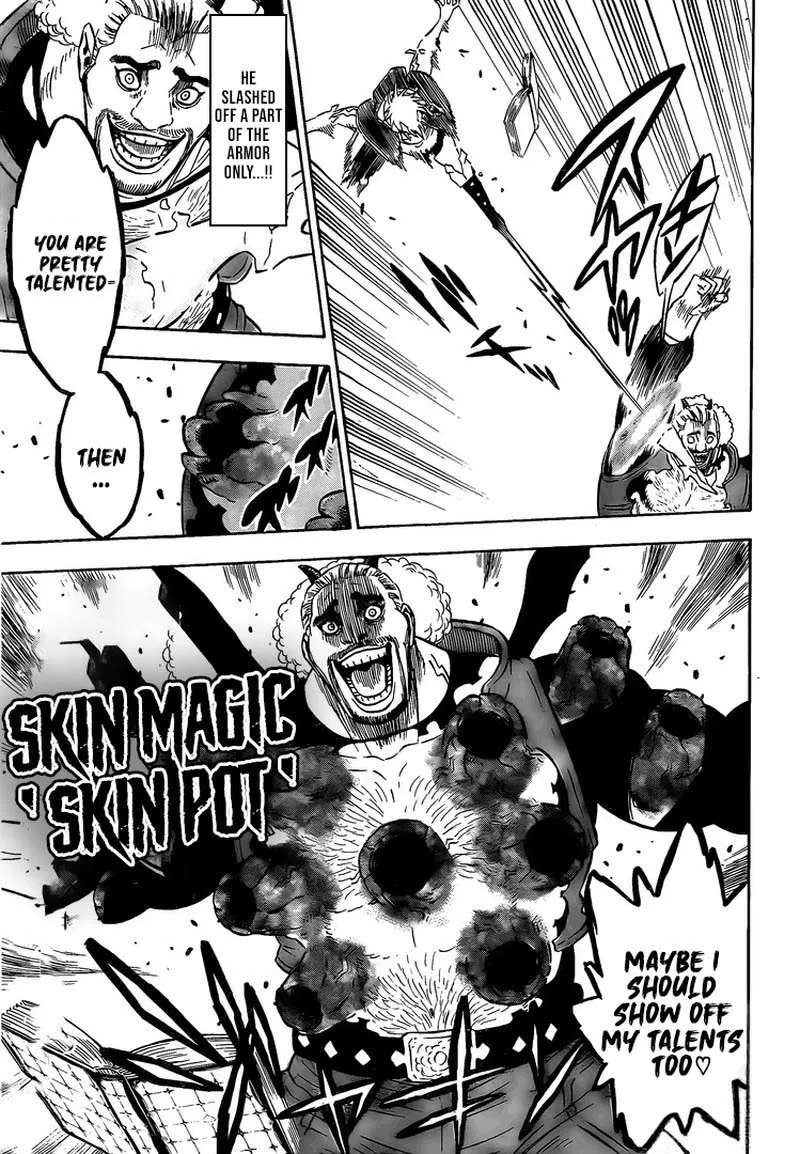 HE
SLASHED
OFF A PART
OF THE
ARMOR
ONLY...!!
YOU ARE
PRETTY
TALENTED-
THEN
...
SKIN MAGIC
'SKIN POT'
MAYBE I
SHOULD
SHOW OFF
MY TALENTS
TOO♡